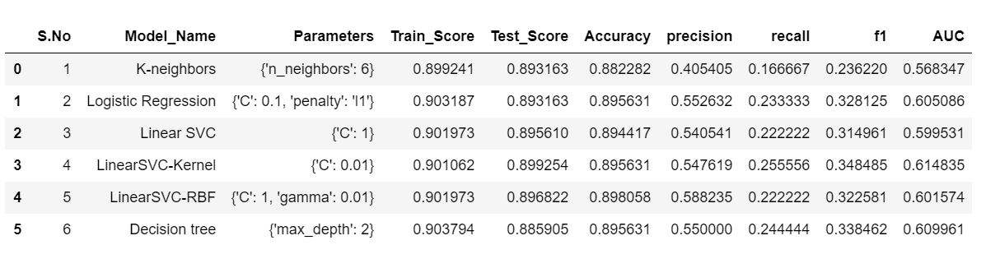 S.No Model_Name Parameters Train_Score Test_Score Accuracy precision recall f1 AUC
0 1 K-neighbors {'n_neighbors': 6} 0.899241 0.893163 0.882282 0.405405 0.166667 0.236220 0.568347
1 2 Logistic Regression {'C': 0.1, 'penalty': 'l1'} 0.903187 0.893163 0.895631 0.552632 0.233333 0.328125 0.605086
2 3 Linear SVC {'C': 1} 0.901973 0.895610 0.894417 0.540541 0.222222 0.314961 0.599531
3 4 LinearSVC-Kernel {'C': 0.01} 0.901062 0.899254 0.895631 0.547619 0.255556 0.348485 0.614835
4 5 LinearSVC-RBF {'C': 1, 'gamma': 0.01} 0.901973 0.896822 0.898058 0.588235 0.222222 0.322581 0.601574
5 6 Decision tree {'max_depth': 2} 0.903794 0.885905 0.895631 0.550000 0.244444 0.338462 0.609961